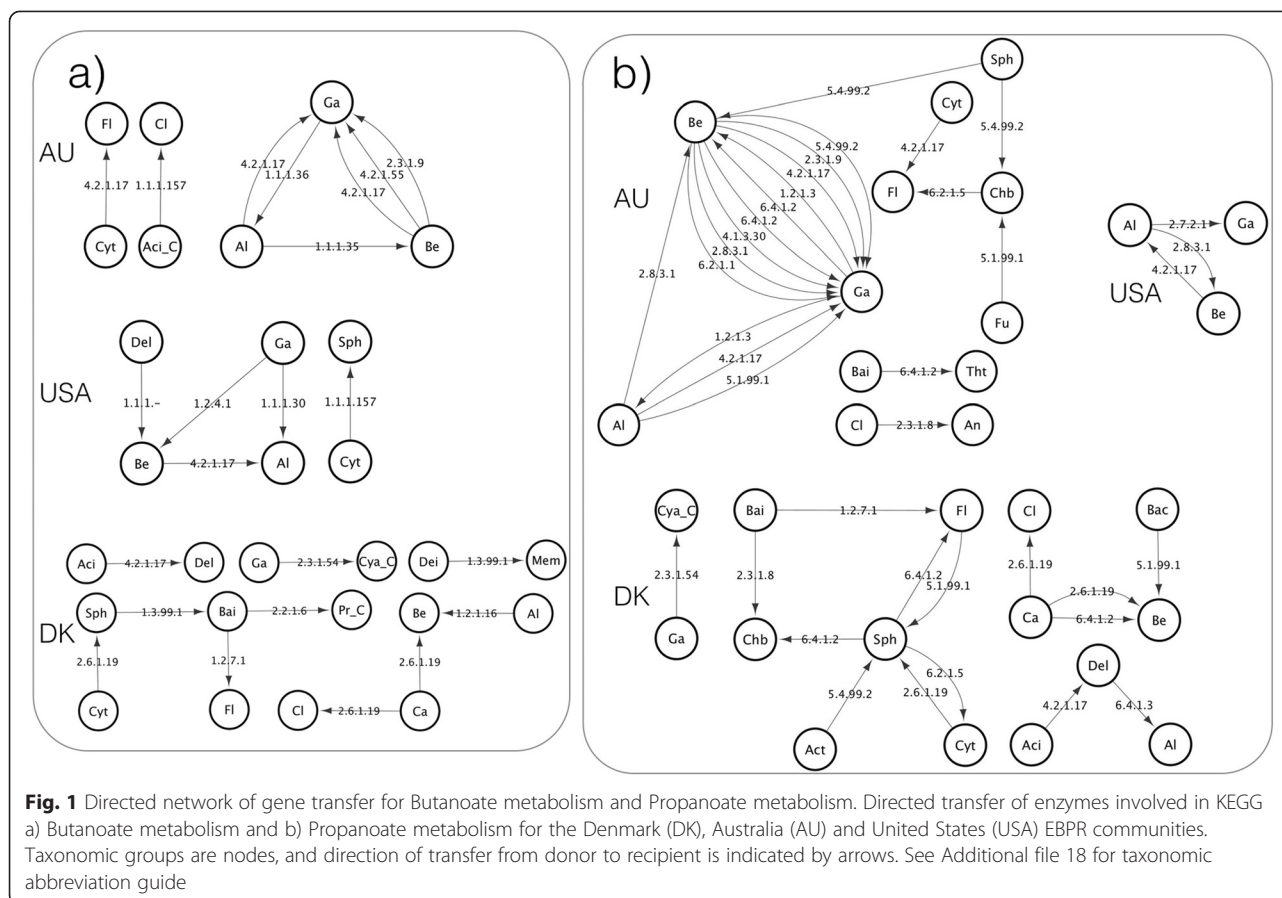 a)
AU
Fl
Cl
4.2.1.17
1.1.1.157
Cyt
Aci_C
Ga
4.2.1.17
1.1.1.36
4.2.1.55
2.3.1.9
4.2.1.17
Al
1.1.1.35
Be
USA
Del
Ga
Sph
1.1.1.-
1.2.4.1
1.1.1.30
1.1.1.157
Be
4.2.1.17
Al
Cyt
DK
Aci
4.2.1.17
Del
Ga
2.3.1.54
Cya_C
Dei
1.3.99.1
Mem
Sph
1.3.99.1
Bai
2.2.1.6
Pr_C
Be
1.2.1.16
Al
2.6.1.19
1.2.7.1
2.6.1.19
Cyt
Fl
Cl
2.6.1.19
Ca
b)
AU
Sph
5.4.99.2
Cyt
Be
5.4.99.2
4.2.1.17
5.4.99.2
2.3.1.9
4.2.1.17
Fl
6.2.1.5
Chb
1.2.1.3
6.4.1.2
6.4.1.2
4.1.3.30
2.8.3.1
6.2.1.1
2.8.3.1
Ga
5.1.99.1
Fu
1.2.1.3
4.2.1.17
5.1.99.1
Al
Bai
6.4.1.2
Tht
Cl
2.3.1.8
An
USA
Al
2.7.2.1
Ga
2.8.3.1
4.2.1.17
Be
DK
Cya_C
2.3.1.54
Ga
Bai
1.2.7.1
Fl
2.3.1.8
6.4.1.2
5.1.99.1
Chb
6.4.1.2
Sph
5.4.99.2
6.2.1.5
2.6.1.19
Act
Cyt
Cl
Bac
2.6.1.19
5.1.99.1
Ca
2.6.1.19
6.4.1.2
Be
Del
4.2.1.17
6.4.1.3
Aci
Al
Fig. 1 Directed network of gene transfer for Butanoate metabolism and Propanoate metabolism. Directed transfer of enzymes involved in KEGG
a) Butanoate metabolism and b) Propanoate metabolism for the Denmark (DK), Australia (AU) and United States (USA) EBPR communities.
Taxonomic groups are nodes, and direction of transfer from donor to recipient is indicated by arrows. See Additional file 18 for taxonomic
abbreviation guide